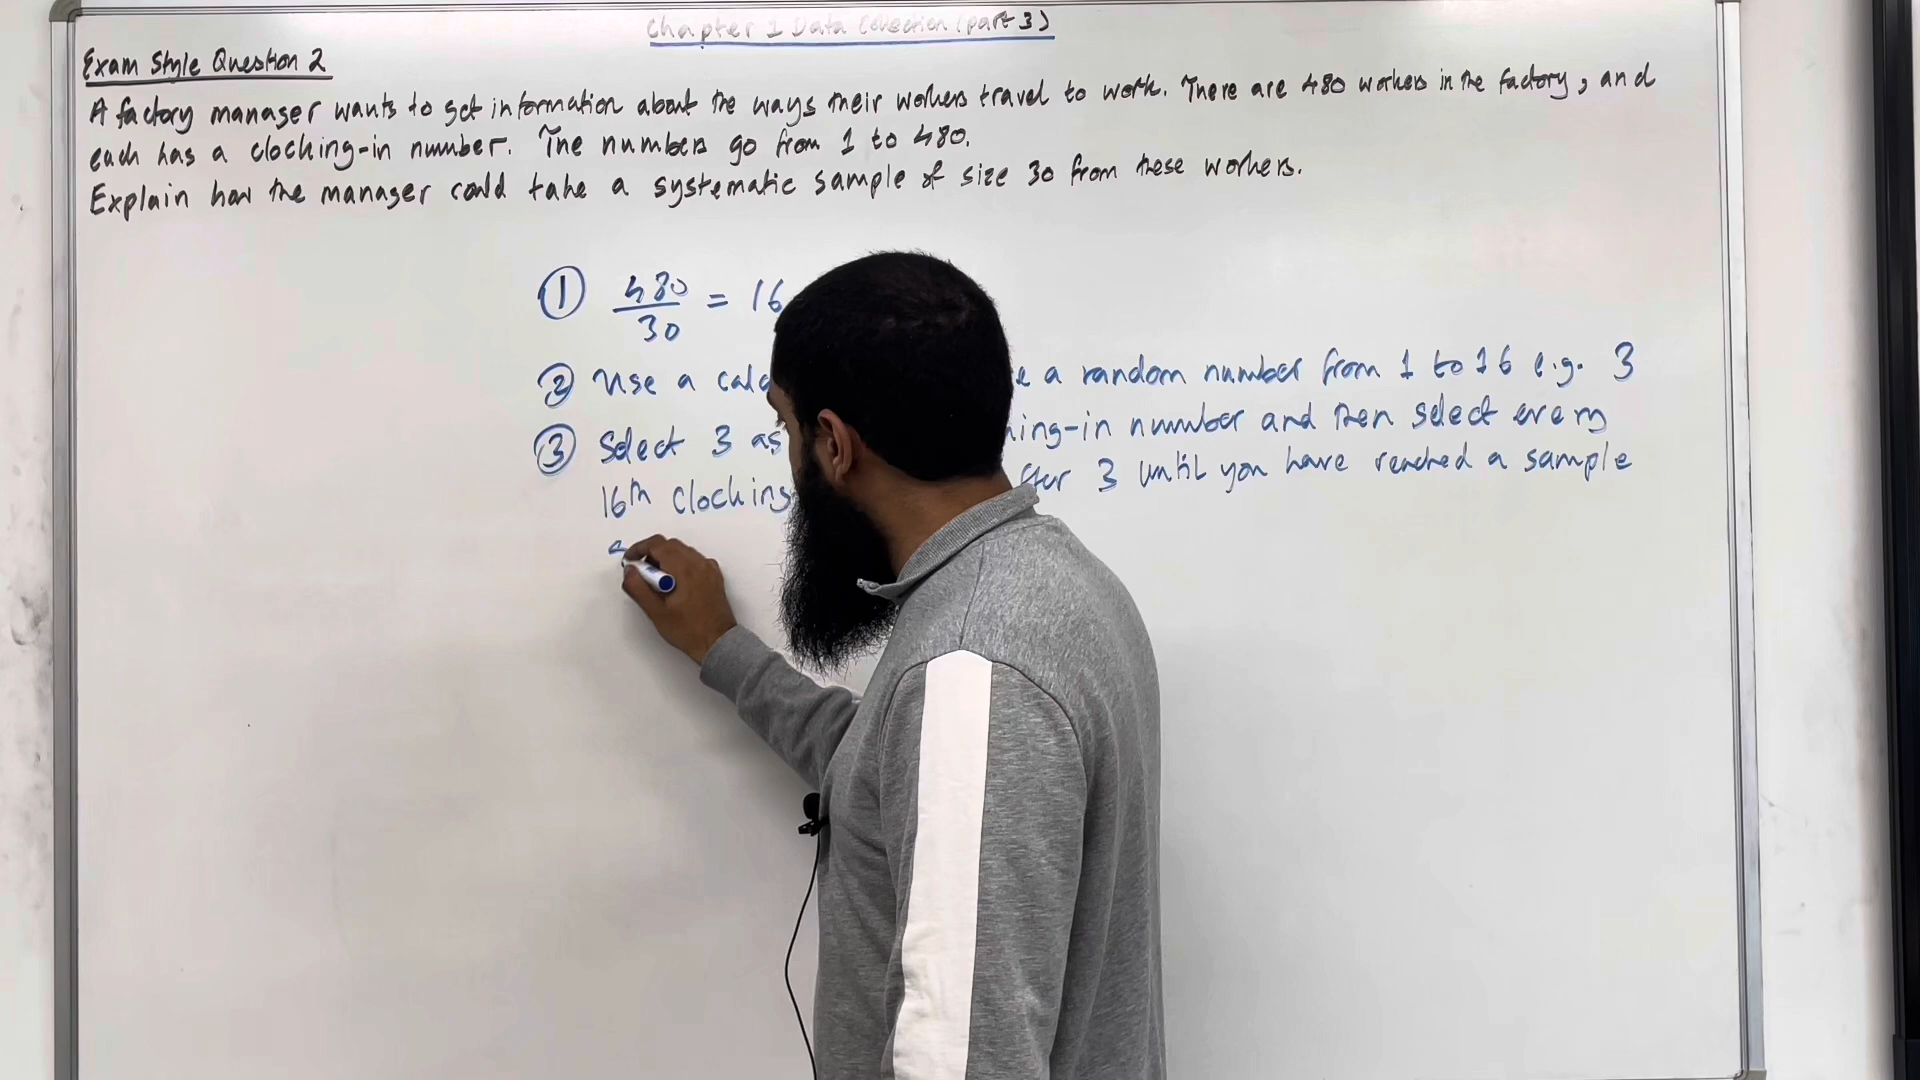 Chapter 1 Data Collection (part 3)
Exam Style Question 2
A factory manager wants to get information about the ways their workers travel to work. There are 480 workers in the factory, and
each has a clocking-in number. The numbers go from 1 to 480.
Explain how the manager could take a systematic sample of size 30 from these workers.
① 480/30 = 16
② Use a a random number from 1 to 16 e.g. 3
③ Select 3 as number and then select every
16th clocking 3 until you have reached a sample